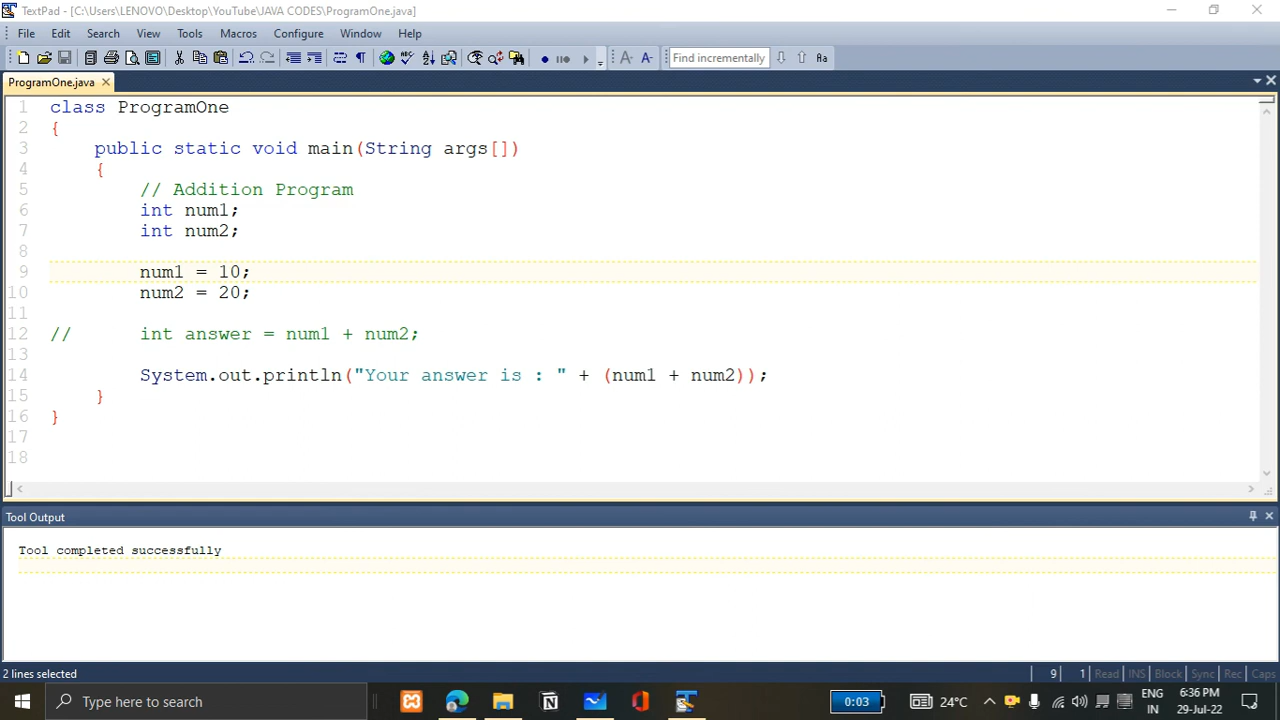 TextPad - [C:\Users\LENOVO\Desktop\YouTube\JAVA CODES\ProgramOne.java]
File Edit Search View Tools Macros Configure Window Help
Find incrementally
ProgramOne.java
1 class ProgramOne
2 {
3 public static void main(String args[])
4 {
5 // Addition Program
6 int num1;
7 int num2;
8
9 num1 = 10;
10 num2 = 20;
11
12 // int answer = num1 + num2;
13
14 System.out.println("Your answer is : " + (num1 + num2));
15 }
16 }
17
18
Tool Output
Tool completed successfully
2 lines selected 9 1 Read INS Block Sync Rec Caps
Type here to search 0:03 24°C ENG IN 6:36 PM 29-Jul-22